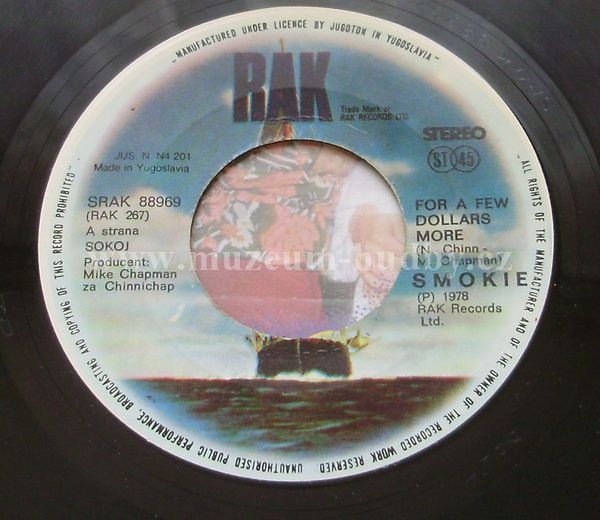 „MANUFACTURED UNDER LICENCE BY JUGOTON IN YUGOSLAVIA”
RAK
Trade Mark of
RAK RECORDS LTD.
STEREO
ST 45
JUS. N. N4 201
Made in Yugoslavia
SRAK 88969
(RAK 267)
A strana
SOKOJ
Producent:
Mike Chapman
za Chinnichap
FOR A FEW
DOLLARS
MORE
(N. Chinn -
M. Chapman)
SMOKIE
(P) 1978
RAK Records
Ltd.
„ALL RIGHTS OF THE MANUFACTURER AND OF THE OWNER OF THE RECORDED WORK RESERVED
UNAUTHORISED PUBLIC PERFORMANCE, BROADCASTING AND COPYING OF THIS RECORD PROHIBITED”
www.muzeum-budby.cz